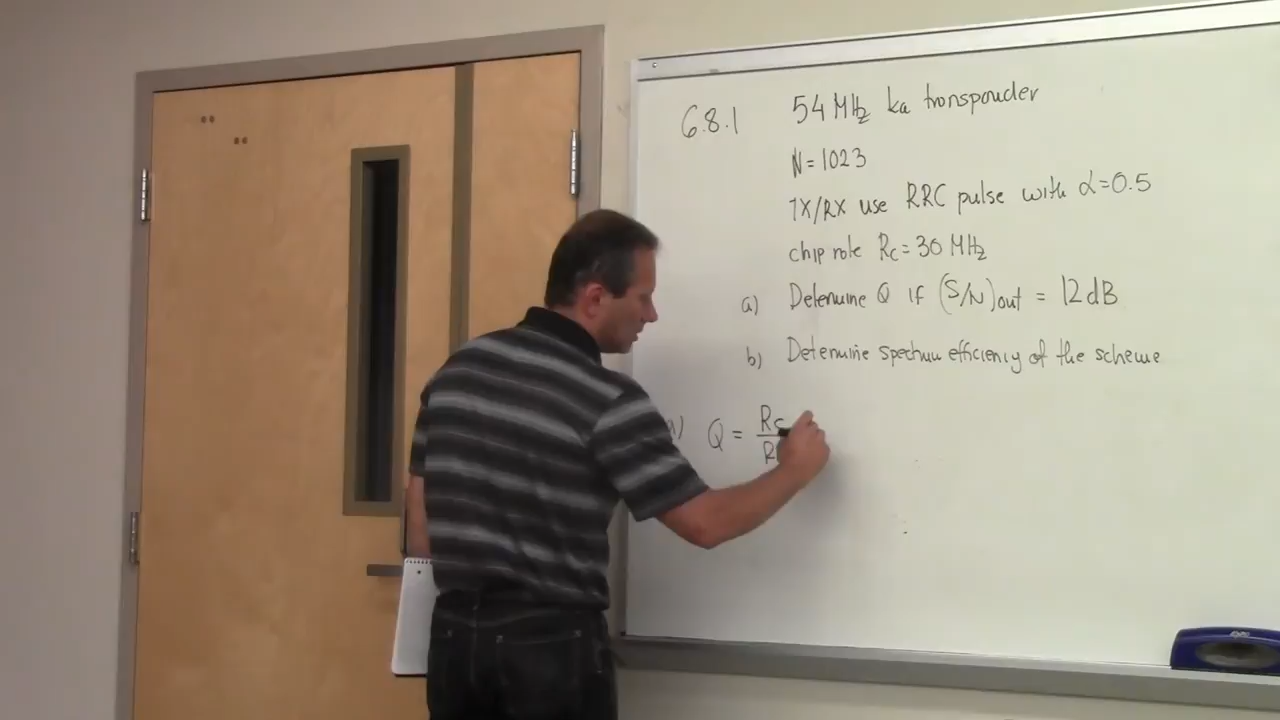 6.8.1 54 MHz ka transponder
N = 1023
TX/RX use RRC pulse with α=0.5
chip rate Rc = 30 MHz
a) Determine Q if (S/N)out = 12 dB
b) Determine spectrum efficiency of the scheme
a) Q = Rc